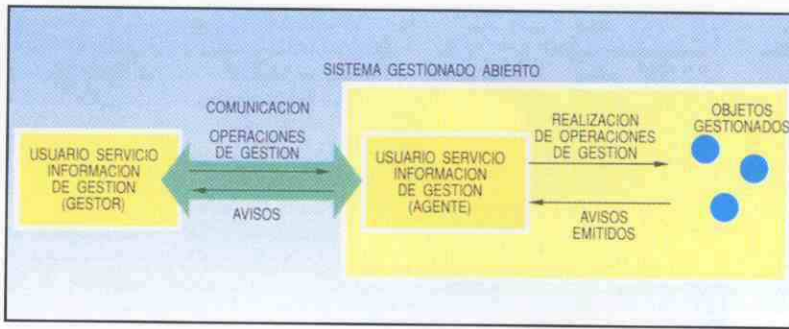 SISTEMA GESTIONADO ABIERTO
COMUNICACION
OPERACIONES
DE GESTION
AVISOS
USUARIO SERVICIO
INFORMACION
DE GESTION
(GESTOR)
USUARIO SERVICIO
INFORMACION
DE GESTION
(AGENTE)
REALIZACION
DE OPERACIONES
DE GESTION
AVISOS
EMITIDOS
OBJETOS
GESTIONADOS